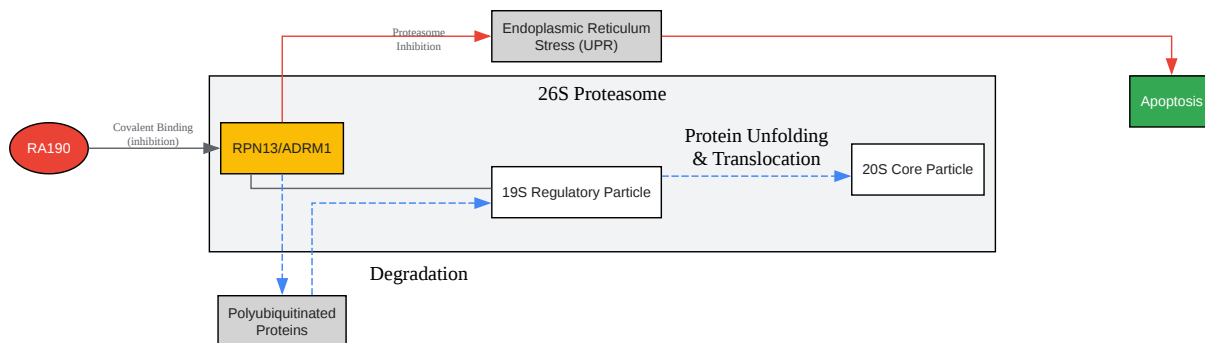 Endoplasmic Reticulum
Stress (UPR)
Proteasome
Inhibition
26S Proteasome
Apoptosis
Covalent Binding
(inhibition)
RA190
RPN13/ADRM1
Protein Unfolding
& Translocation
20S Core Particle
19S Regulatory Particle
Degradation
Polyubiquitinated
Proteins